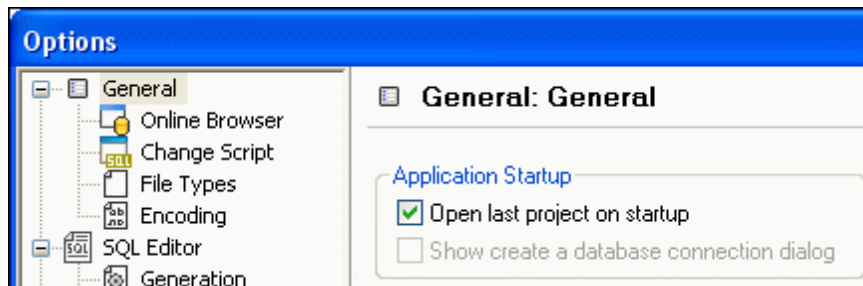 Options
General
Online Browser
Change Script
File Types
Encoding
SQL Editor
Generation
General: General
Application Startup
Open last project on startup
Show create a database connection dialog